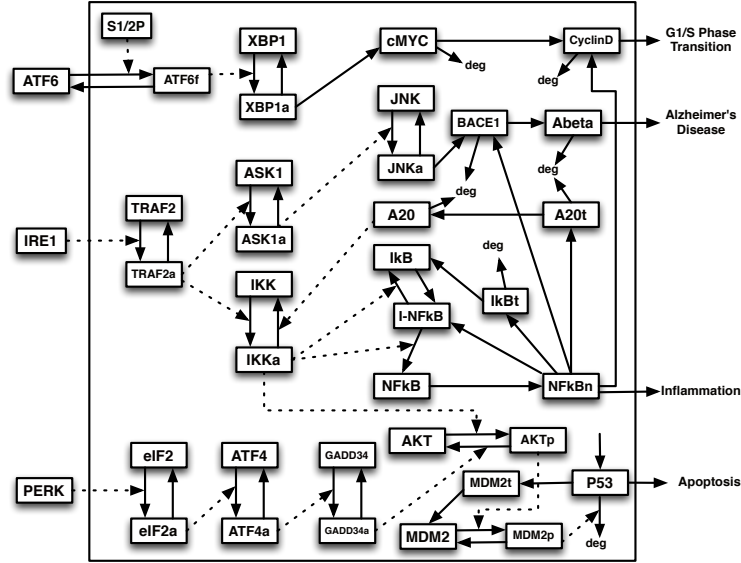 S1/2P
XBP1
cMYC
CyclinD
G1/S Phase
Transition
ATF6
ATF6f
deg
deg
XBP1a
JNK
BACE1
Abeta
Alzheimer's
Disease
ASK1
JNKa
deg
deg
TRAF2
A20
A20t
IRE1
ASK1a
deg
IkB
TRAF2a
IKK
IkBt
I-NFkB
IKKa
NFkB
NFkBn
Inflammation
AKT
AKTp
eIF2
ATF4
GADD34
PERK
MDM2t
P53
Apoptosis
eIF2a
ATF4a
GADD34a
MDM2
MDM2p
deg